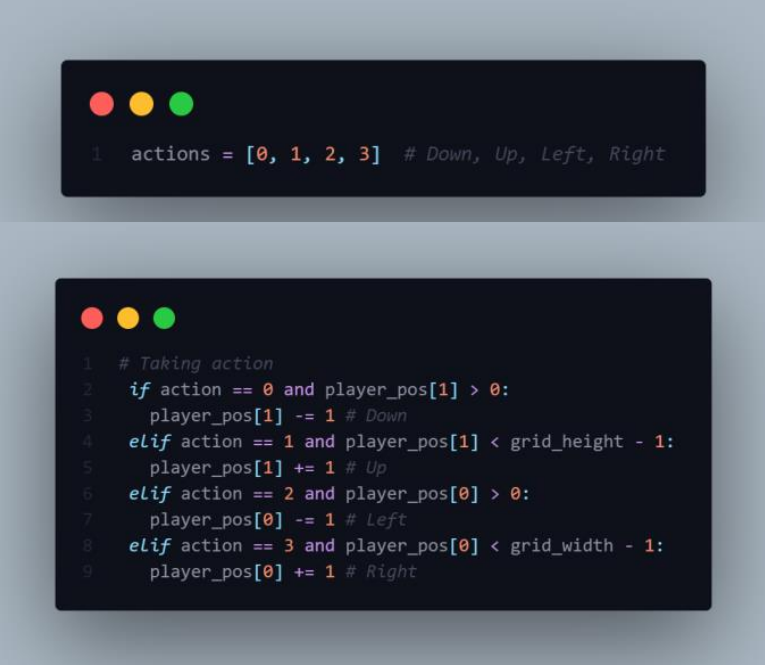 1 actions = [0, 1, 2, 3] # Down, Up, Left, Right
1 # Taking action
2 if action == 0 and player_pos[1] > 0:
3 player_pos[1] -= 1 # Down
4 elif action == 1 and player_pos[1] < grid_height - 1:
5 player_pos[1] += 1 # Up
6 elif action == 2 and player_pos[0] > 0:
7 player_pos[0] -= 1 # Left
8 elif action == 3 and player_pos[0] < grid_width - 1:
9 player_pos[0] += 1 # Right